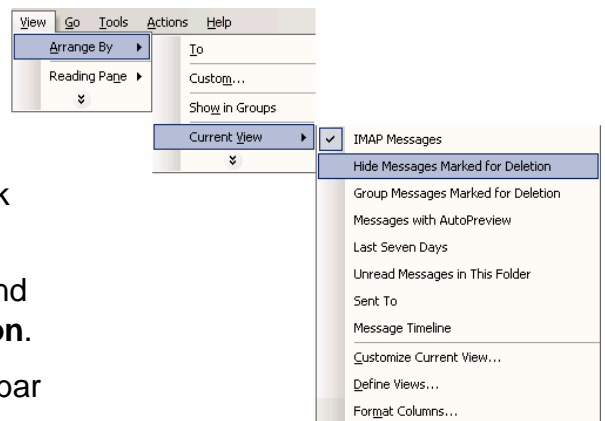 View Go Tools Actions Help
Arrange By
Reading Pane
To
Custom...
Show in Groups
Current View
IMAP Messages
Hide Messages Marked for Deletion
Group Messages Marked for Deletion
Messages with AutoPreview
Last Seven Days
Unread Messages in This Folder
Sent To
Message Timeline
Customize Current View...
Define Views...
Format Columns...
k
nd
on.
bar